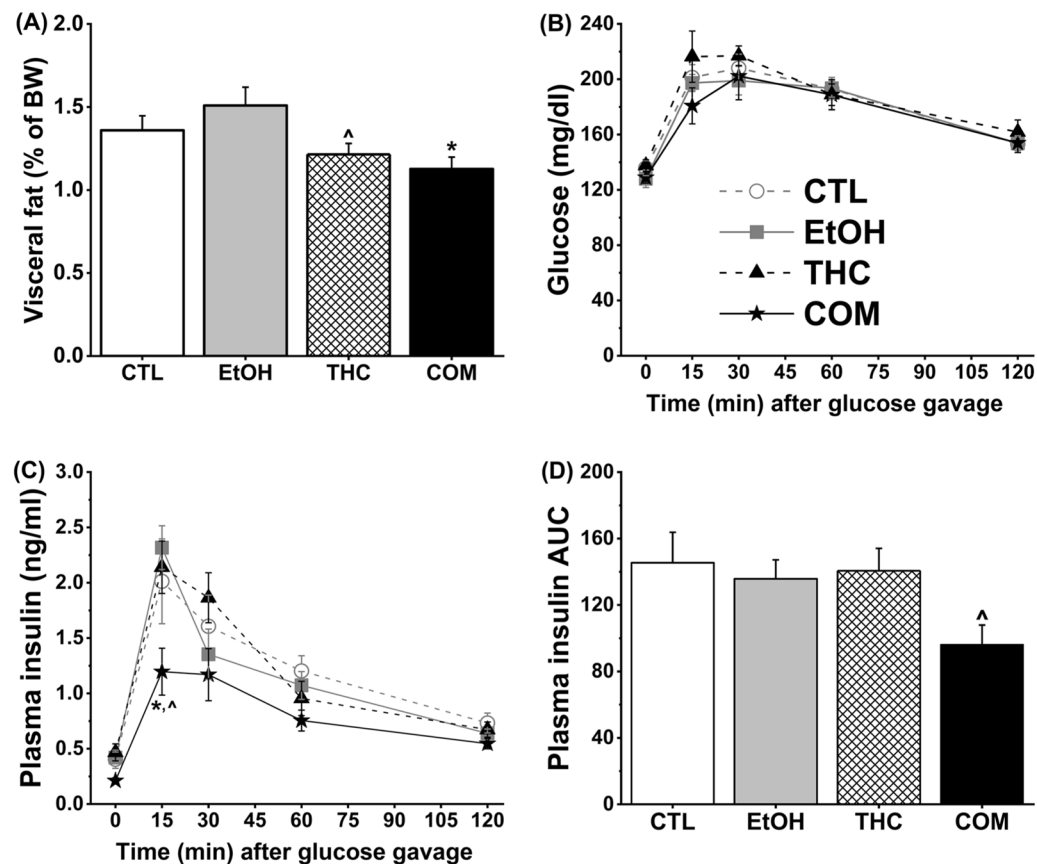 (A)
Visceral fat (% of BW)
2.0
1.5
1.0
0.5
0.0
^
*
CTL EtOH THC COM
(B)
Glucose (mg/dl)
240
200
160
120
80
40
0
CTL
EtOH
THC
COM
0 15 30 45 60 75 90 105 120
Time (min) after glucose gavage
(C)
Plasma insulin (ng/ml)
3.0
2.5
2.0
1.5
1.0
0.5
0.0
*,^
0 15 30 45 60 75 90 105 120
Time (min) after glucose gavage
(D)
Plasma insulin AUC
200
160
120
80
40
0
^
CTL EtOH THC COM